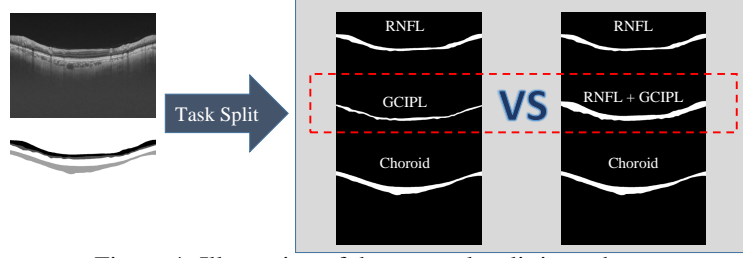 RNFL
RNFL
Task Split
GCIPL
VS
RNFL + GCIPL
Choroid
Choroid